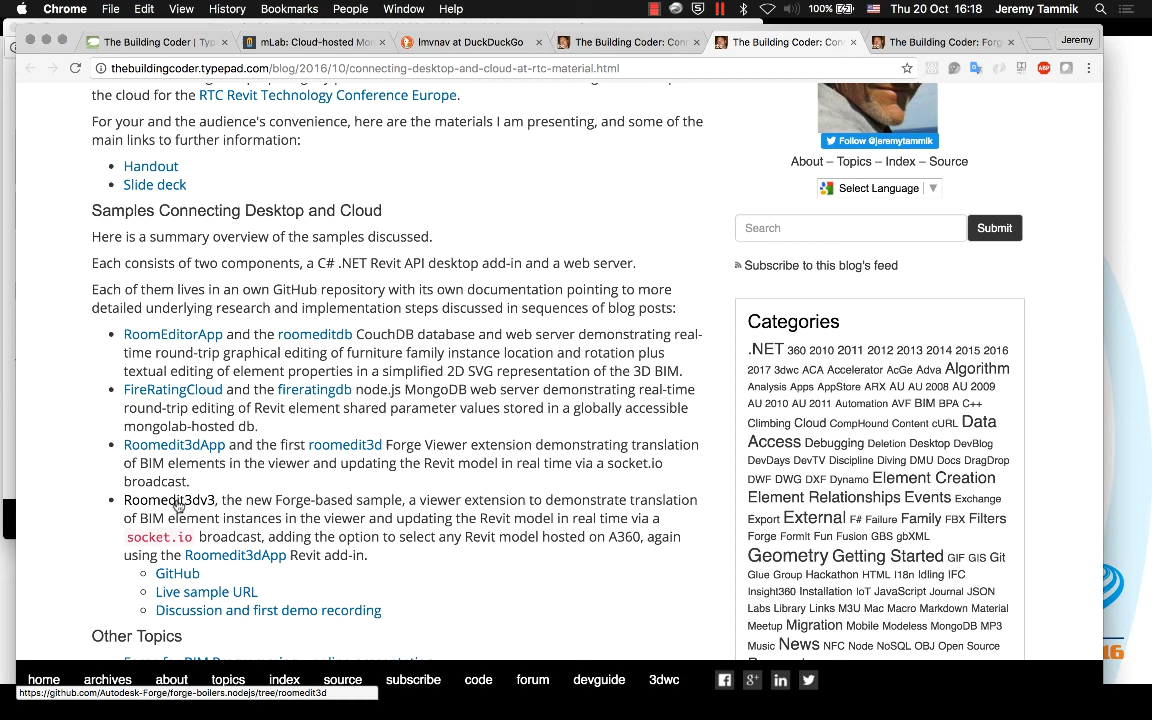 Chrome File Edit View History Bookmarks People Window Help 100% Thu 20 Oct 16:18 Jeremy Tammik
The Building Coder | Typ mLab: Cloud-hosted Mon lmvnav at DuckDuckGo The Building Coder: Con The Building Coder: Con The Building Coder: For Jeremy
thebuildingcoder.typepad.com/blog/2016/10/connecting-desktop-and-cloud-at-rtc-material.html ABP
the cloud for the RTC Revit Technology Conference Europe.
For your and the audience's convenience, here are the materials I am presenting, and some of the
main links to further information:
Handout
Slide deck
Samples Connecting Desktop and Cloud
Here is a summary overview of the samples discussed.
Each consists of two components, a C# .NET Revit API desktop add-in and a web server.
Each of them lives in an own GitHub repository with its own documentation pointing to more
detailed underlying research and implementation steps discussed in sequences of blog posts:
RoomEditorApp and the roomeditdb CouchDB database and web server demonstrating real-
time round-trip graphical editing of furniture family instance location and rotation plus
textual editing of element properties in a simplified 2D SVG representation of the 3D BIM.
FireRatingCloud and the fireratingdb node.js MongoDB web server demonstrating real-time
round-trip editing of Revit element shared parameter values stored in a globally accessible
mongolab-hosted db.
Roomedit3dApp and the first roomedit3d Forge Viewer extension demonstrating translation
of BIM elements in the viewer and updating the Revit model in real time via a socket.io
broadcast.
Roomedit3dv3, the new Forge-based sample, a viewer extension to demonstrate translation
of BIM element instances in the viewer and updating the Revit model in real time via a
socket.io broadcast, adding the option to select any Revit model hosted on A360, again
using the Roomedit3dApp Revit add-in.
GitHub
Live sample URL
Discussion and first demo recording
Other Topics
Follow @jeremytammik
About – Topics – Index – Source
Select Language
Search Submit
Subscribe to this blog's feed
Categories
.NET 360 2010 2011 2012 2013 2014 2015 2016
2017 3dwc ACA Accelerator AcGe Adva Algorithm
Analysis Apps AppStore ARX AU AU 2008 AU 2009
AU 2010 AU 2011 Automation AVF BIM BPA C++
Climbing Cloud CompHound Content cURL Data
Access Debugging Deletion Desktop DevBlog
DevDays DevTV Discipline Diving DMU Docs DragDrop
DWF DWG DXF Dynamo Element Creation
Element Relationships Events Exchange
Export External F# Failure Family FBX Filters
Forge FormIt Fun Fusion GBS gbXML
Geometry Getting Started GIF GIS Git
Glue Group Hackathon HTML I18n Idling IFC
Insight360 Installation IoT JavaScript Journal JSON
Labs Library Links M3U Mac Macro Markdown Material
Meetup Migration Mobile Modeless MongoDB MP3
Music News NFC Node NoSQL OBJ Open Source
home archives about topics index source subscribe code forum devguide 3dwc
https://github.com/Autodesk-Forge/forge-boilers.nodejs/tree/roomedit3d
16